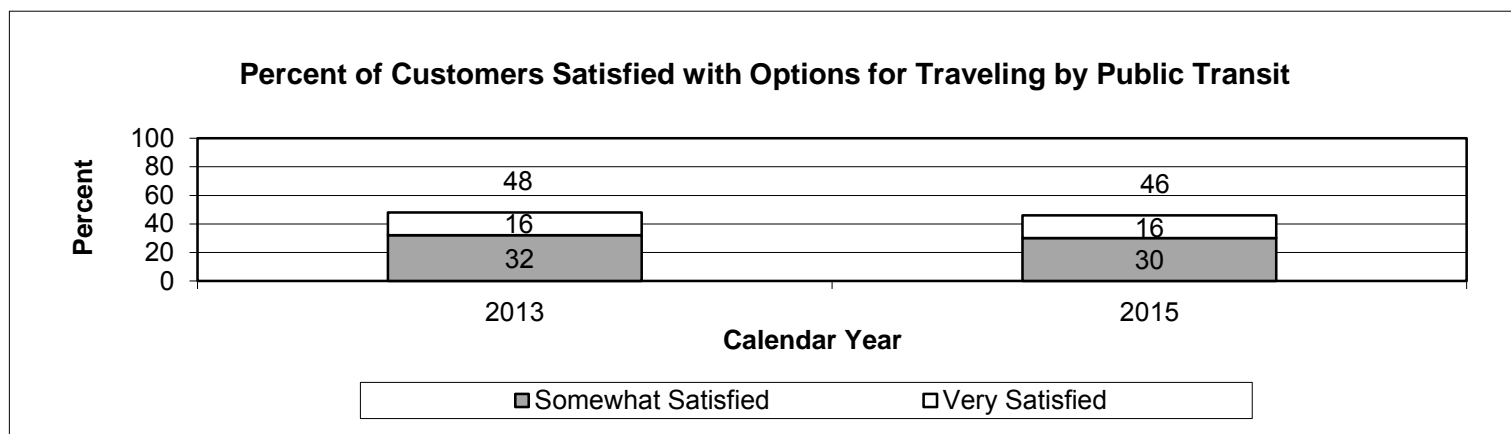 Percent of Customers Satisfied with Options for Traveling by Public Transit
Percent
100
80
60
40
20
0
48
16
32
46
16
30
2013
2015
Calendar Year
Somewhat Satisfied
Very Satisfied